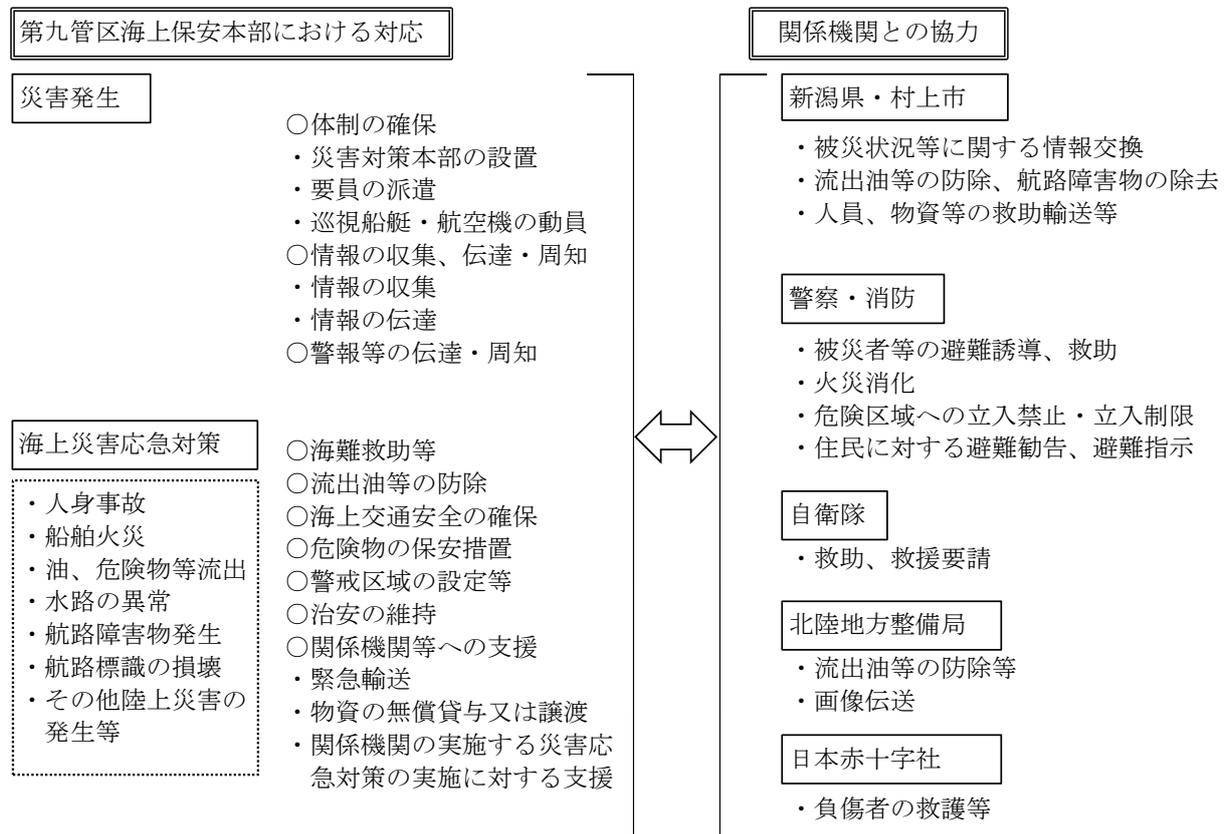 第九管区海上保安本部における対応
災害発生
○体制の確保
・災害対策本部の設置
・要員の派遣
・巡視船艇・航空機の動員
○情報の収集、伝達・周知
・情報の収集
・情報の伝達
○警報等の伝達・周知
海上災害応急対策
・人身事故
・船舶火災
・油、危険物等流出
・水路の異常
・航路障害物発生
・航路標識の損壊
・その他陸上災害の
発生等
○海難救助等
○流出油等の防除
○海上交通安全の確保
○危険物の保安措置
○警戒区域の設定等
○治安の維持
○関係機関等への支援
・緊急輸送
・物資の無償貸与又は譲渡
・関係機関の実施する災害応
急対策の実施に対する支援
関係機関との協力
新潟県・村上市
・被災状況等に関する情報交換
・流出油等の防除、航路障害物の除去
・人員、物資等の救助輸送等
警察・消防
・被災者等の避難誘導、救助
・火災消化
・危険区域への立入禁止・立入制限
・住民に対する避難勧告、避難指示
自衛隊
・救助、救援要請
北陸地方整備局
・流出油等の防除等
・画像伝送
日本赤十字社
・負傷者の救護等